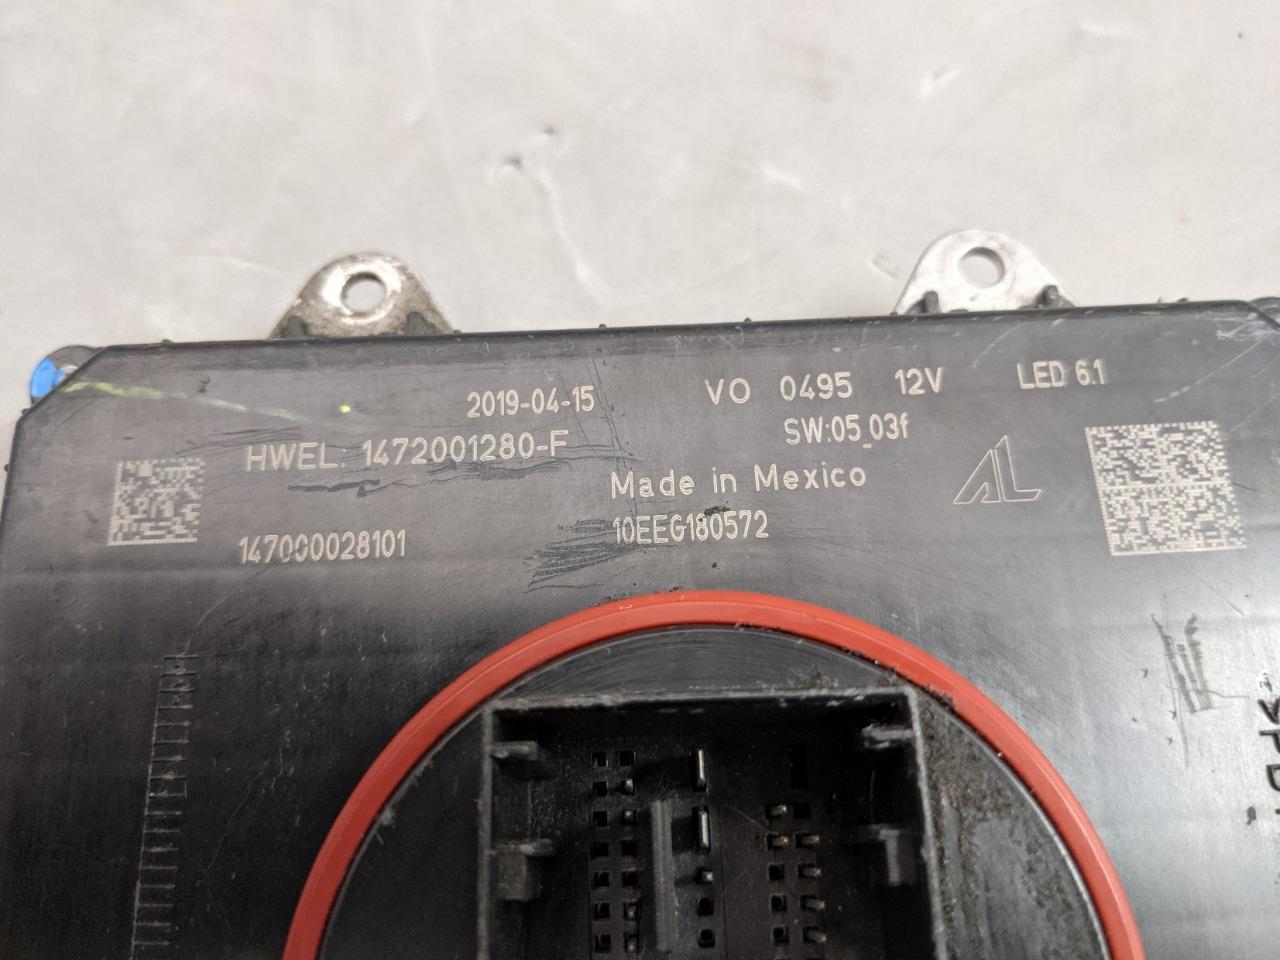 2019-04-15 VO 0495 12V LED 6.1
HWEL: 1472001280-F SW:05_03f
Made in Mexico AL
147000028101 10EEG180572